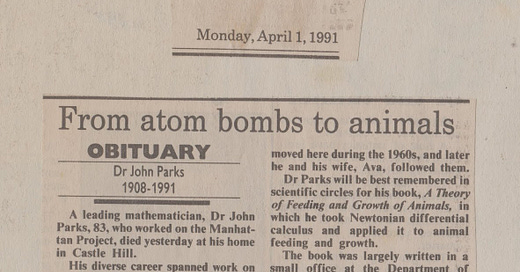 Monday, April 1, 1991
From atom bombs to animals
OBITUARY
Dr John Parks
1908-1991
A leading mathematician, Dr John
Parks, 83, who worked on the Manhat-
tan Project, died yesterday at his home
in Castle Hill.
His diverse career spanned work on
moved here during the 1960s, and later
he and his wife, Ava, followed them.
Dr Parks will be best remembered in
scientific circles for his book, A Theory
of Feeding and Growth of Animals, in
which he took Newtonian differential
calculus and applied it to animal
feeding and growth.
The book was largely written in a
small office at the Department of